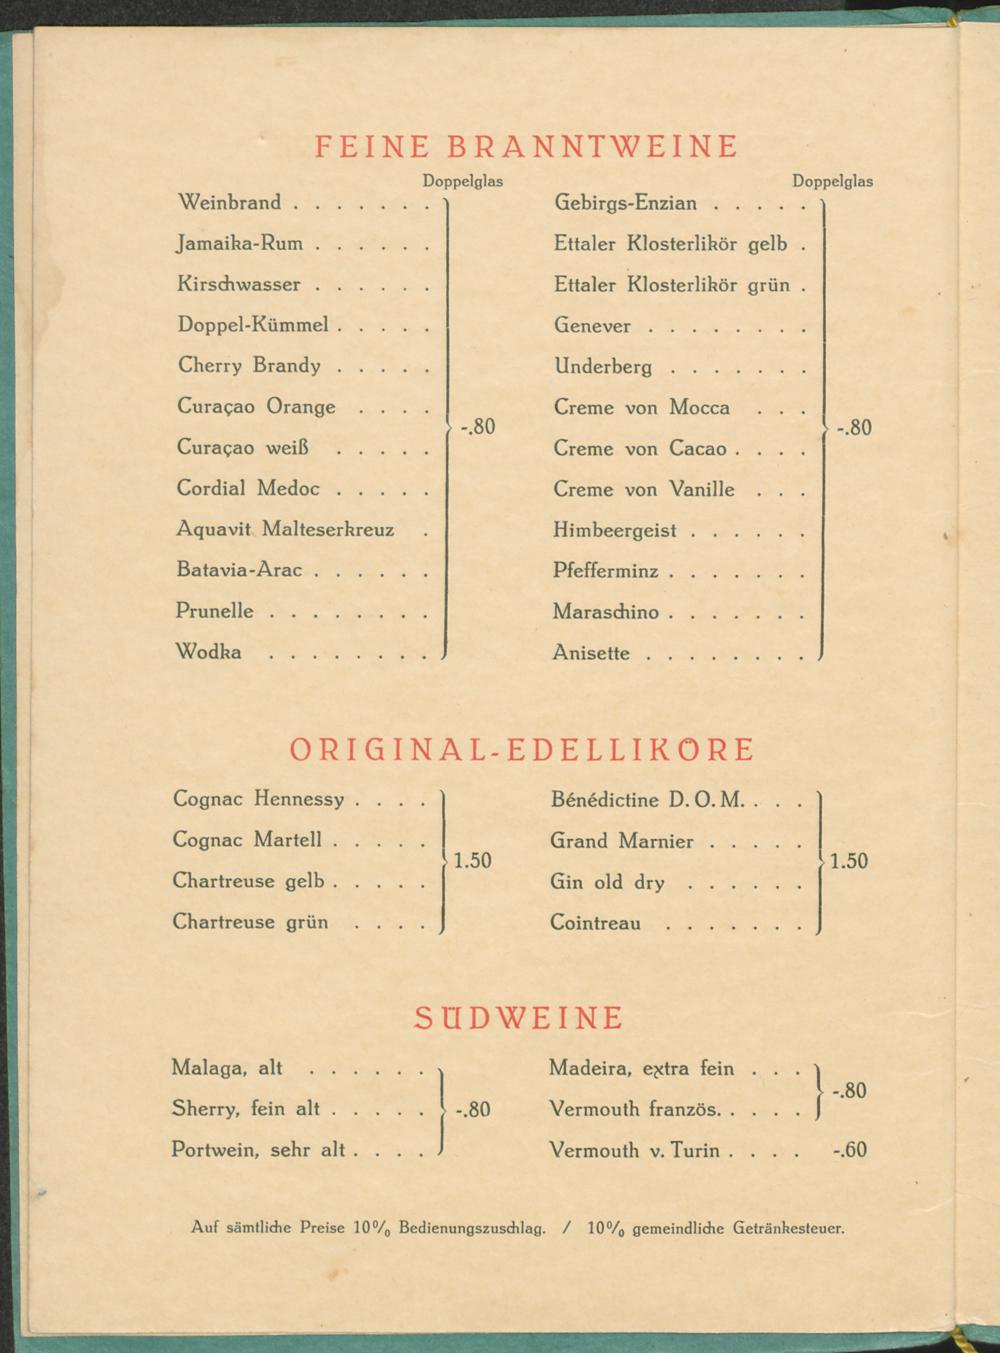 FEINE BRANNTWEINE
Doppelglas
Weinbrand . . . . . . .
Jamaika-Rum . . . . . .
Kirschwasser . . . . . .
Doppel-Kümmel . . . . .
Cherry Brandy . . . . .
Curaçao Orange . . . .
Curaçao weiß . . . . .
Cordial Medoc . . . . .
Aquavit Malteserkreuz .
Batavia-Arac . . . . . .
Prunelle . . . . . . . .
Wodka . . . . . . . .
-.80
Doppelglas
Gebirgs-Enzian . . . . .
Ettaler Klosterlikör gelb .
Ettaler Klosterlikör grün .
Genever . . . . . . . .
Underberg . . . . . . .
Creme von Mocca . . .
Creme von Cacao . . . .
Creme von Vanille . . .
Himbeergeist . . . . . .
Pfefferminz . . . . . . .
Maraschino . . . . . . .
Anisette . . . . . . . .
-.80
ORIGINAL-EDELLIKÖRE
Cognac Hennessy . . . .
Cognac Martell . . . . .
Chartreuse gelb . . . . .
Chartreuse grün . . . .
1.50
Bénédictine D.O.M. . . .
Grand Marnier . . . . .
Gin old dry . . . . . .
Cointreau . . . . . . .
1.50
SÜDWEINE
Malaga, alt . . . . . .
Sherry, fein alt . . . . .
Portwein, sehr alt . . . .
-.80
Madeira, extra fein . . .
Vermouth französ. . . . .
-.80
Vermouth v. Turin . . . . -.60
Auf sämtliche Preise 10% Bedienungszuschlag. / 10% gemeindliche Getränkesteuer.